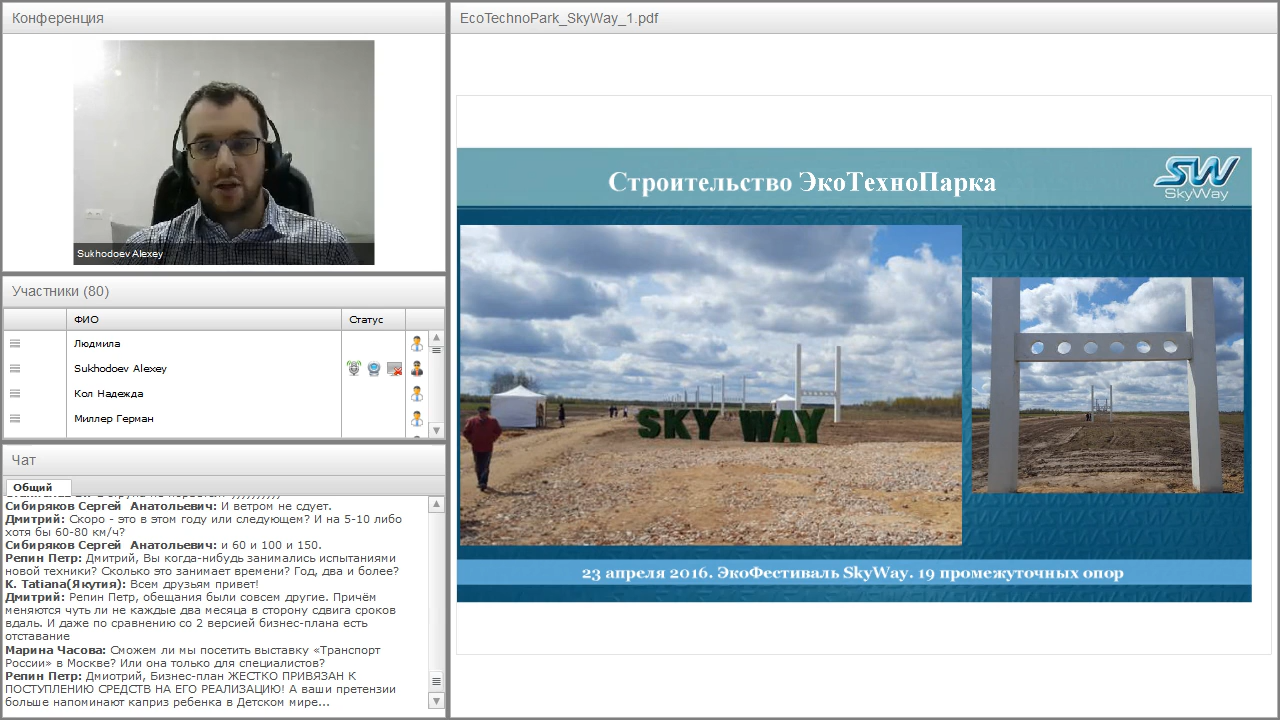 Конференция
Sukhodoev Alexey
Участники (80)
ФИО
Статус
Людмила
Sukhodoev Alexey
Кол Надежда
Миллер Герман
Чат
Общий
Сибиряков Сергей Анатольевич: И ветром не сдует.
Дмитрий: Скоро - это в этом году или следующем? И на 5-10 либо
хотя бы 60-80 км/ч?
Сибиряков Сергей Анатольевич: и 60 и 100 и 150.
Репин Петр: Дмитрий, Вы когда-нибудь занимались испытаниями
новой техники? Сколько это занимает времени? Год, два и более?
K. Tatiana(Якутия): Всем друзьям привет!
Дмитрий: Репин Петр, обещания были совсем другие. Причём
меняются чуть ли не каждые два месяца в сторону сдвига сроков
вдаль. И даже по сравнению со 2 версией бизнес-плана есть
отставание
Марина Часова: Сможем ли мы посетить выставку «Транспорт
России» в Москве? Или она только для специалистов?
Репин Петр: Дмиотрий, Бизнес-план ЖЕСТКО ПРИВЯЗАН К
ПОСТУПЛЕНИЮ СРЕДСТВ НА ЕГО РЕАЛИЗАЦИЮ! А ваши претензии
больше напоминают каприз ребенка в Детском мире...
EcoTechnoPark_SkyWay_1.pdf
Строительство ЭкоТехноПарка
SW
SkyWay
SKY WAY
23 апреля 2016. ЭкоФестиваль SkyWay. 19 промежуточных опор